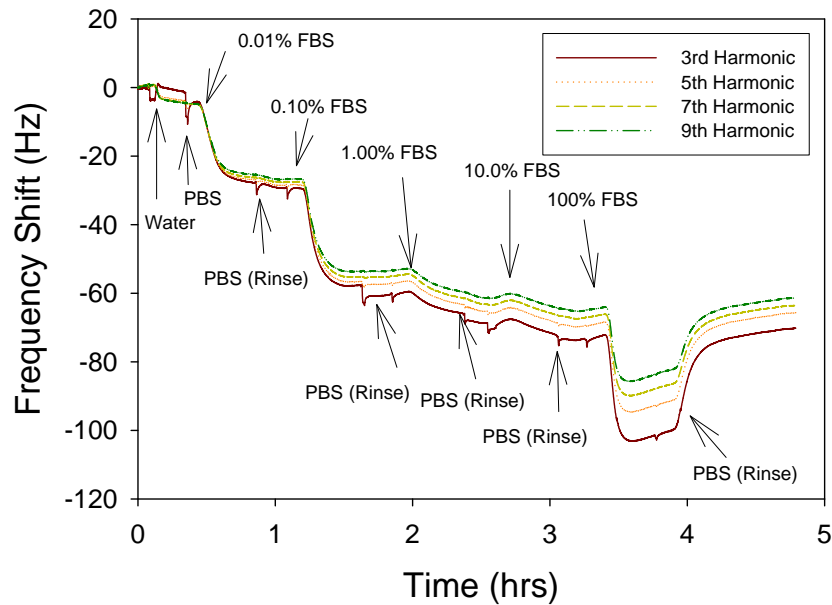 20
0
-20
-40
-60
-80
-100
-120
Frequency Shift (Hz)
0
1
2
3
4
5
Time (hrs)
3rd Harmonic
5th Harmonic
7th Harmonic
9th Harmonic
0.01% FBS
0.10% FBS
1.00% FBS
10.0% FBS
100% FBS
Water
PBS
PBS (Rinse)
PBS (Rinse)
PBS (Rinse)
PBS (Rinse)
PBS (Rinse)